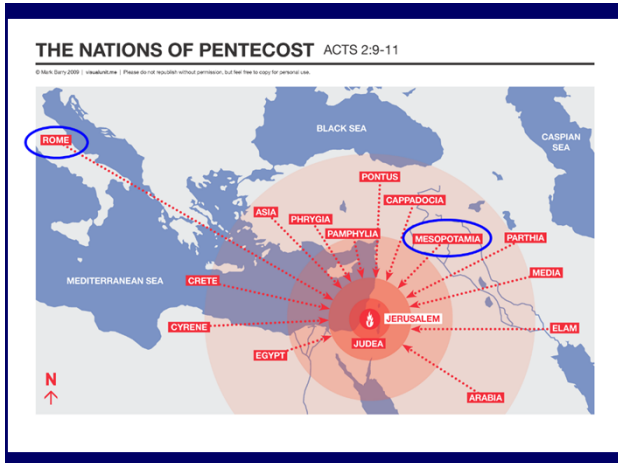 THE NATIONS OF PENTECOST ACTS 2:9-11
© Mark Barry 2009 | visualunit.me | Please do not republish without permission, but feel free to copy for personal use.
BLACK SEA
CASPIAN
SEA
ROME
PONTUS
CAPPADOCIA
ASIA
PHRYGIA
PAMPHYLIA
MESOPOTAMIA
PARTHIA
MEDIA
MEDITERRANEAN SEA
CRETE
JERUSALEM
CYRENE
ELAM
JUDEA
EGYPT
N
ARABIA